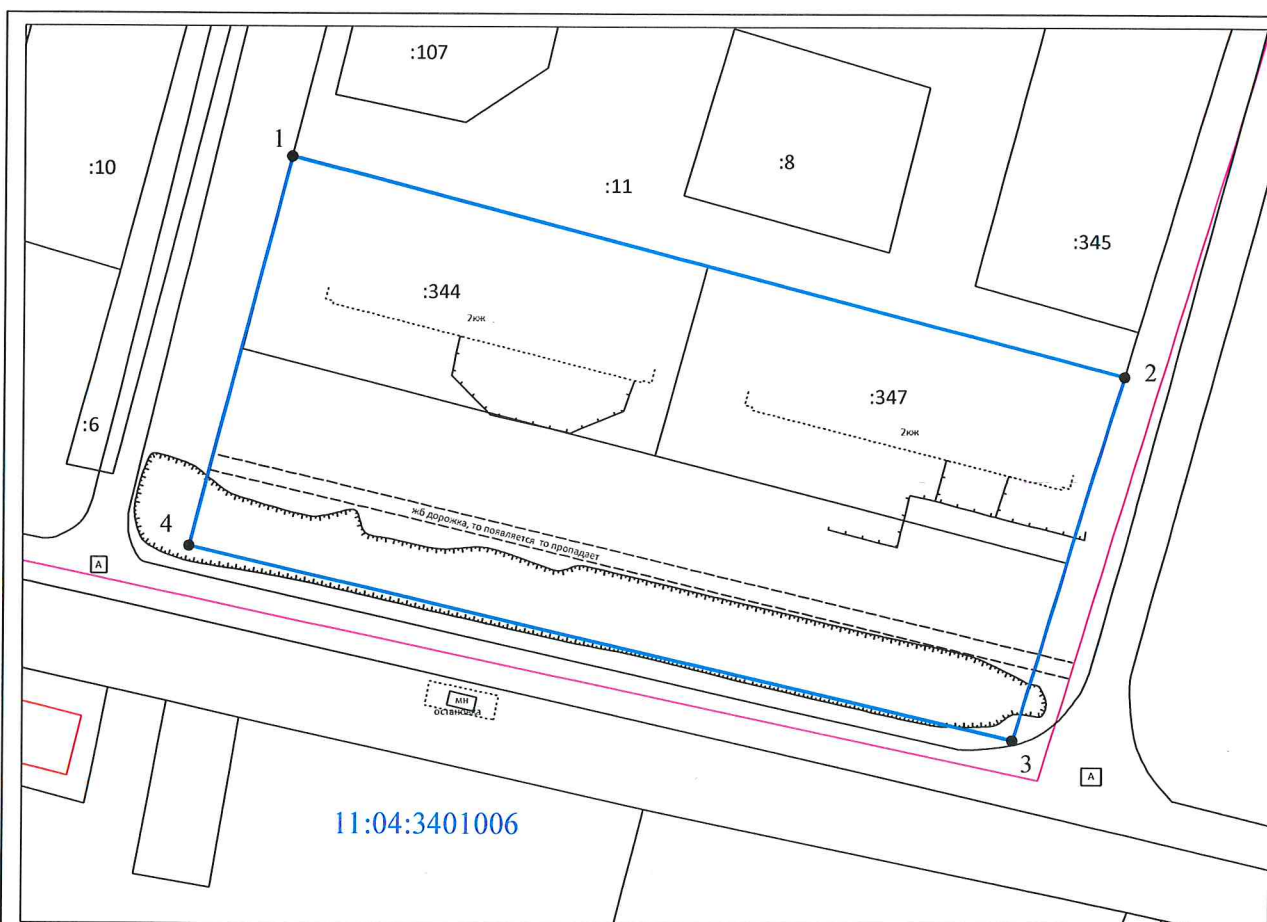 :107
1
:10
:8
:11
:345
:344
2кж
2
:347
:6
2кж
4
жб дорожка, то появляется то пропадает
А
мн
остановка
3
А
11:04:3401006